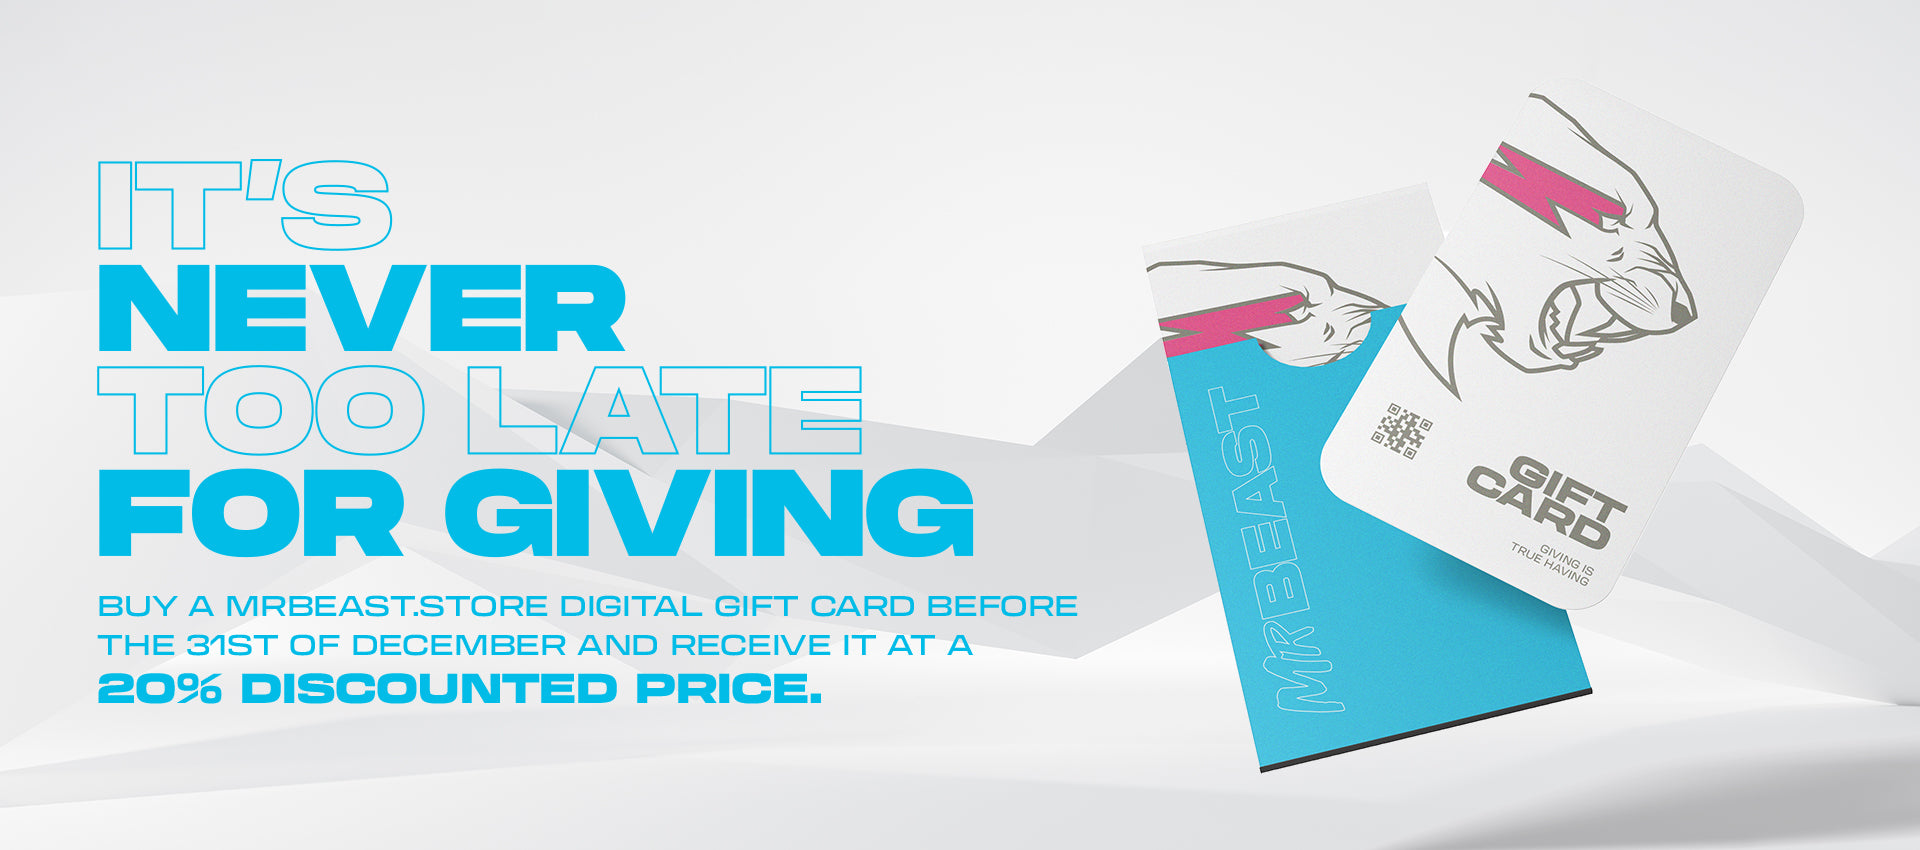 IT'S
NEVER
TOO LATE
FOR GIVING
BUY A MRBEAST.STORE DIGITAL GIFT CARD BEFORE
THE 31ST OF DECEMBER AND RECEIVE IT AT A
20% DISCOUNTED PRICE.
MRBEAST
GIFT
CARD
GIVING IS
TRUE HAVING